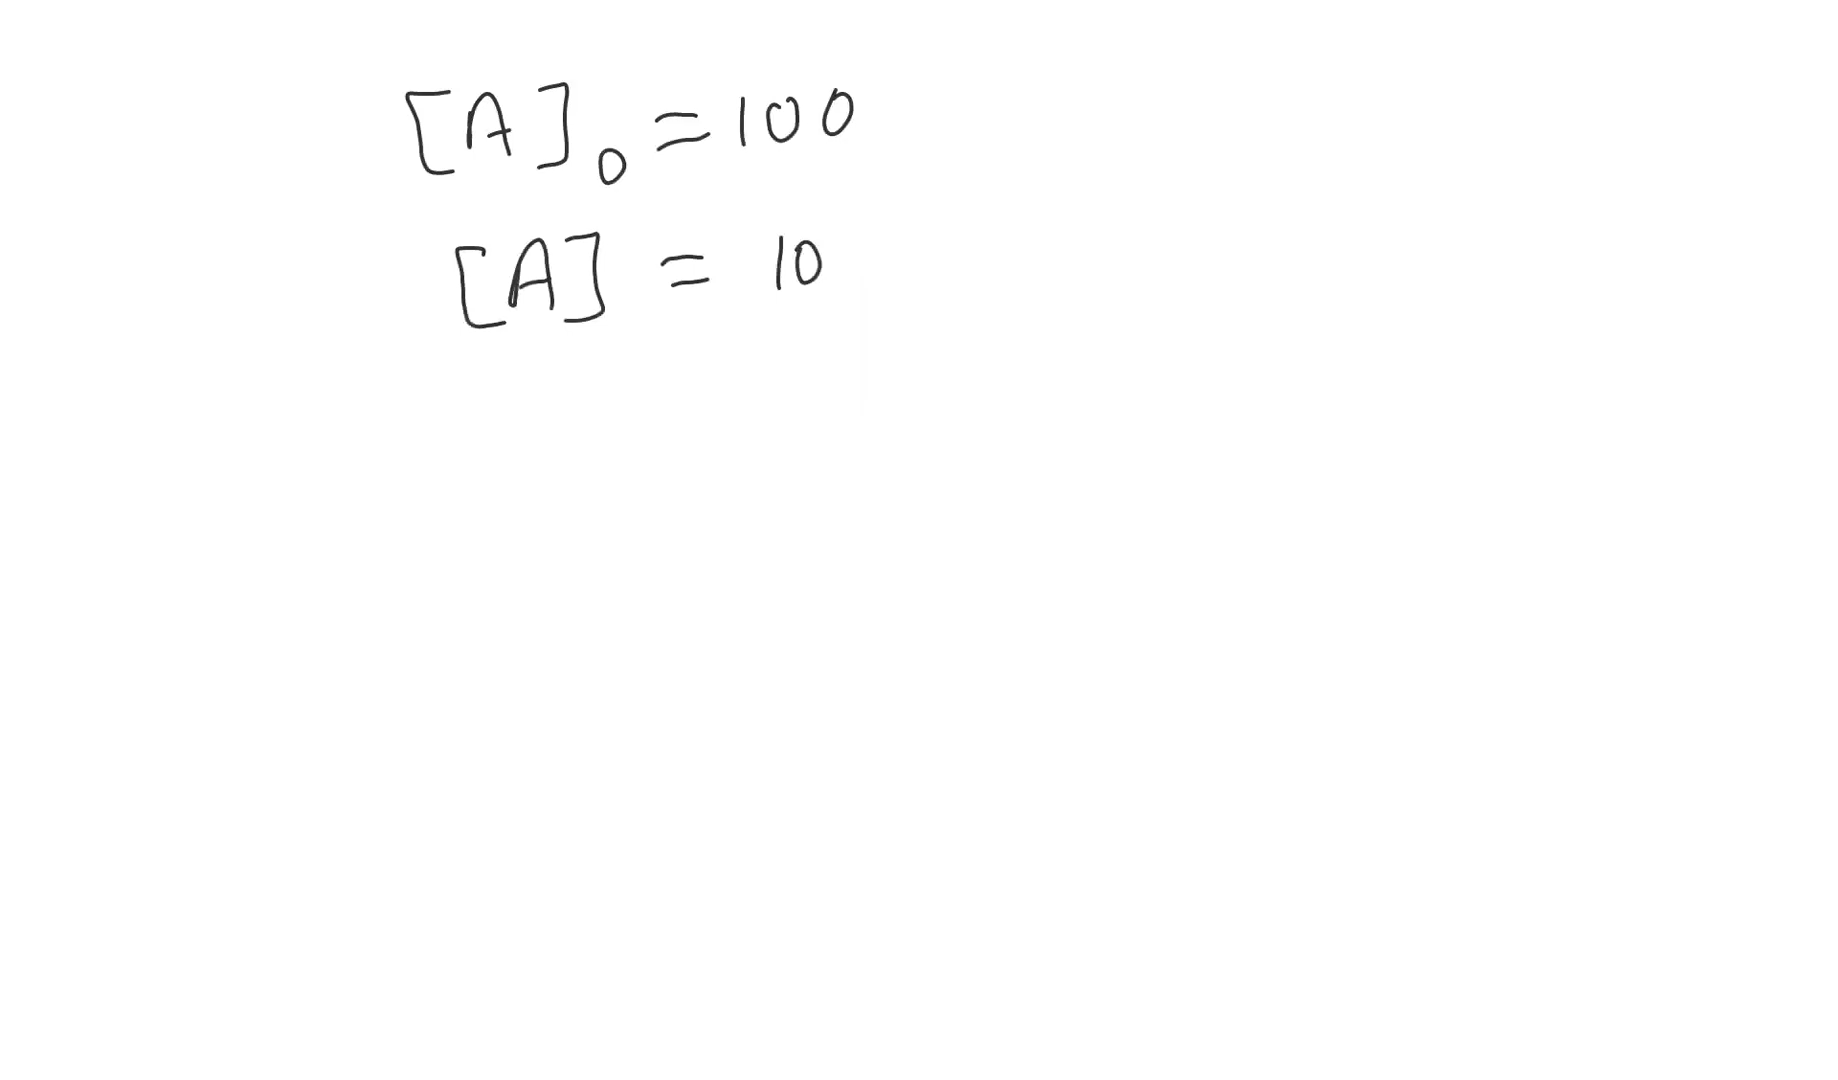 [A]₀ = 100
[A] = 10